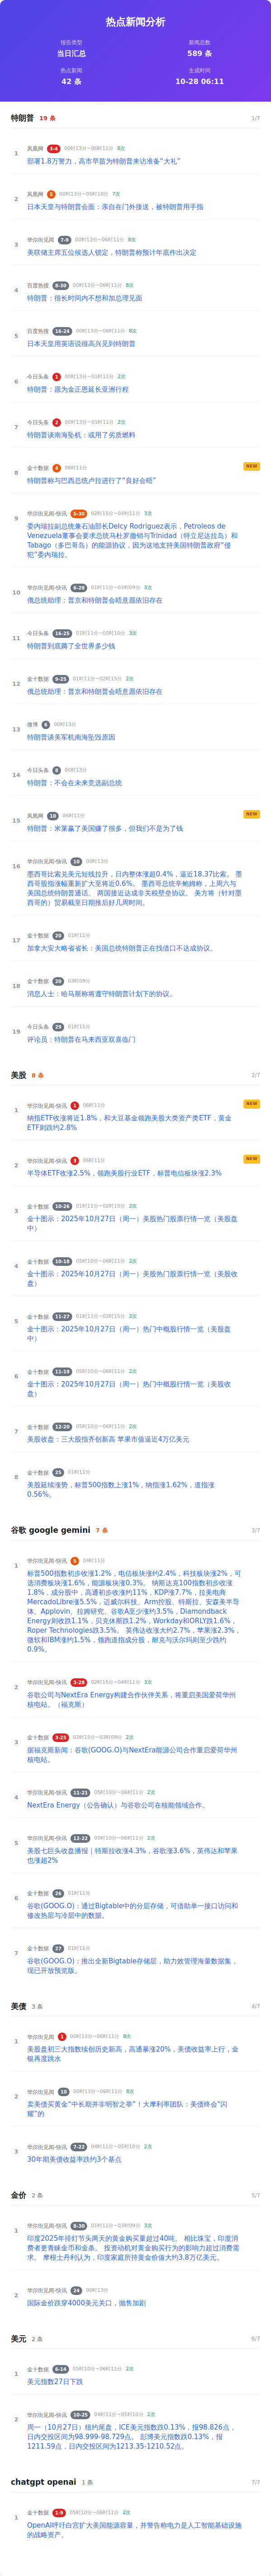 热点新闻分析
报告类型
当日汇总
新闻总数
589 条
热点新闻
42 条
生成时间
10-28 06:11
特朗普 19 条
1/7
1
凤凰网 3-4 00时13分~06时11分 8次
部署1.8万警力，高市早苗为特朗普来访准备“大礼”
2
凤凰网 5 00时13分~05时10分 7次
日本天皇与特朗普会面：亲自在门外接送，被特朗普用手指
3
华尔街见闻 7-9 00时13分~06时11分 8次
美联储主席五位候选人锁定，特朗普称预计年底作出决定
4
百度热搜 8-30 00时13分~06时11分 8次
特朗普：很长时间内不想和加总理见面
5
百度热搜 16-24 00时13分~06时11分 8次
日本天皇用英语说很高兴见到特朗普
6
今日头条 1 00时13分~01时11分 2次
特朗普：愿为金正恩延长亚洲行程
7
今日头条 2 00时13分~01时11分 2次
特朗普谈南海坠机：或用了劣质燃料
8
金十数据 4 06时11分
NEW
特朗普称与巴西总统卢拉进行了“良好会晤”
9
华尔街见闻-快讯 5-30 02时15分~04时11分 3次
委内瑞拉副总统兼石油部长Delcy Rodriguez表示，Petroleos de
Venezuela董事会要求总统马杜罗撤销与Trinidad（特立尼达拉岛）和
Tabago（多巴哥岛）的能源协议，因为这地支持美国特朗普政府“侵
犯”委内瑞拉。
10
华尔街见闻-快讯 6-28 01时11分~03时09分 3次
俄总统助理：普京和特朗普会晤意愿依旧存在
11
今日头条 16-25 01时11分~05时10分 3次
特朗普到底薅了全世界多少钱
12
金十数据 9-25 01时11分~02时15分 2次
俄总统助理：普京和特朗普会晤意愿依旧存在
13
微博 6 00时13分
特朗普谈美军机南海坠毁原因
14
今日头条 8 00时13分
特朗普：不会在未来竞选副总统
15
凤凰网 10 06时11分
NEW
特朗普：米莱赢了美国赚了很多，但我们不是为了钱
16
华尔街见闻-快讯 10 00时13分
墨西哥比索兑美元短线拉升，日内整体涨超0.4%，逼近18.37比索。 墨
西哥股指涨幅重新扩大至将近0.6%。 墨西哥总统辛鲍姆称，上周六与
美国总统特朗普通话。 两国接近达成非关税壁垒协议。 美方将（针对墨
西哥的）贸易截至日期推后好几周时间。
17
金十数据 20 01时11分
加拿大安大略省省长：美国总统特朗普正在找借口不达成协议。
18
金十数据 20 03时09分
消息人士：哈马斯称将遵守特朗普计划下的协议。
19
今日头条 29 01时11分
评论员：特朗普在马来西亚双喜临门
美股 8 条
2/7
1
华尔街见闻-快讯 1 06时11分
NEW
纳指ETF收涨将近1.8%，和大豆基金领跑美股大类资产类ETF，黄金
ETF则跌约2.8%
2
华尔街见闻-快讯 3 06时11分
NEW
半导体ETF收涨2.5%，领跑美股行业ETF，标普电信板块涨2.3%
3
金十数据 10-26 01时11分~02时15分 2次
金十图示：2025年10月27日（周一）美股热门股票行情一览（美股盘
中）
4
金十数据 10-18 05时10分~06时11分 2次
金十图示：2025年10月27日（周一）美股热门股票行情一览（美股收
盘）
5
金十数据 11-27 01时11分~02时15分 2次
金十图示：2025年10月27日（周一）热门中概股行情一览（美股盘
中）
6
金十数据 11-19 05时10分~06时11分 2次
金十图示：2025年10月27日（周一）热门中概股行情一览（美股收
盘）
7
金十数据 12-20 05时10分~06时11分 2次
美股收盘：三大股指齐创新高 苹果市值逼近4万亿美元
8
金十数据 25 01时11分
美股延续涨势，标普500指数上涨1%，纳指涨1.62%，道指涨
0.56%。
谷歌 google gemini 7 条
3/7
1
华尔街见闻-快讯 5 04时11分
标普500指数初步收涨1.2%，电信板块涨约2.4%，科技板块涨2%，可
选消费板块涨1.6%，能源板块涨0.3%。 纳斯达克100指数初步收涨
1.8%，成分股中，高通初步收涨约11%，KDP涨7.7%，拉美电商
MercadoLibre涨5.5%，迈威尔科技、Arm控股、特斯拉、安森美半导
体、Applovin、拉姆研究、谷歌A至少涨约3.5%，Diamondback
Energy则收跌1.1%，贝克休斯跌1.2%，Workday和ORLY跌1.6%，
Roper Technologies跌3.5%。 英伟达收涨大约2.7%，苹果涨2.3%，
微软和IBM涨约1.5%，领跑道指成分股，耐克与沃尔玛则至少跌约
0.9%。
2
华尔街见闻-快讯 3-28 02时15分~04时11分 3次
谷歌公司与NextEra Energy构建合作伙伴关系，将重启美国爱荷华州
核电站。（福克斯）
3
金十数据 3-25 02时15分~03时09分 2次
据福克斯新闻：谷歌(GOOG.O)与NextEra能源公司合作重启爱荷华州
核电站。
4
华尔街见闻-快讯 11-21 05时10分~06时11分 2次
NextEra Energy（公告确认）与谷歌公司在核能领域合作。
5
华尔街见闻-快讯 12-22 05时10分~06时11分 2次
美股七巨头收盘播报｜特斯拉收涨4.3%，谷歌涨3.6%，英伟达和苹果
也涨超2%
6
金十数据 26 01时11分
谷歌(GOOG.O)：通过Bigtable中的分层存储，可借助单一接口访问和
修改热层与冷层中的数据。
7
金十数据 27 01时11分
谷歌(GOOG.O)：推出全新Bigtable存储层，助力效管理海量数据集，
现已开放预览版。
美债 3 条
4/7
1
华尔街见闻 1 00时13分~06时11分 8次
美股盘初三大指数续创历史新高，高通暴涨20%，美债收益率上行，金
银再度跳水
2
华尔街见闻 10 00时13分~06时11分 8次
卖美债买黄金“中长期并非明智之举”！大摩利率团队：美债终会“闪
耀”的
3
华尔街见闻-快讯 7-22 04时11分~05时10分 2次
30年期美债收益率跌约3个基点
金价 2 条
5/7
1
华尔街见闻-快讯 8-30 01时11分~03时09分 3次
印度2025年排灯节头两天的黄金购买量超过40吨。 相比珠宝，印度消
费者更青睐金币和金条。 投资动机对黄金购买行为的影响力超过消费需
求。 摩根士丹利认为，印度家庭所持黄金价值大约3.8万亿美元。
2
华尔街见闻-快讯 24 00时13分
国际金价跌穿4000美元关口，抛售加剧
美元 2 条
6/7
1
金十数据 6-14 05时10分~06时11分 2次
美元指数27日下跌
2
华尔街见闻-快讯 10-25 04时11分~05时10分 2次
周一（10月27日）纽约尾盘，ICE美元指数跌0.13%，报98.826点，
日内交投区间为98.999-98.729点。 彭博美元指数跌0.13%，报
1211.59点，日内交投区间为1213.35-1210.52点。
chatgpt openai 1 条
7/7
1
金十数据 1-9 05时10分~06时11分 2次
OpenAI呼吁白宫扩大美国能源容量，并警告称电力是人工智能基础设施
的战略资产。